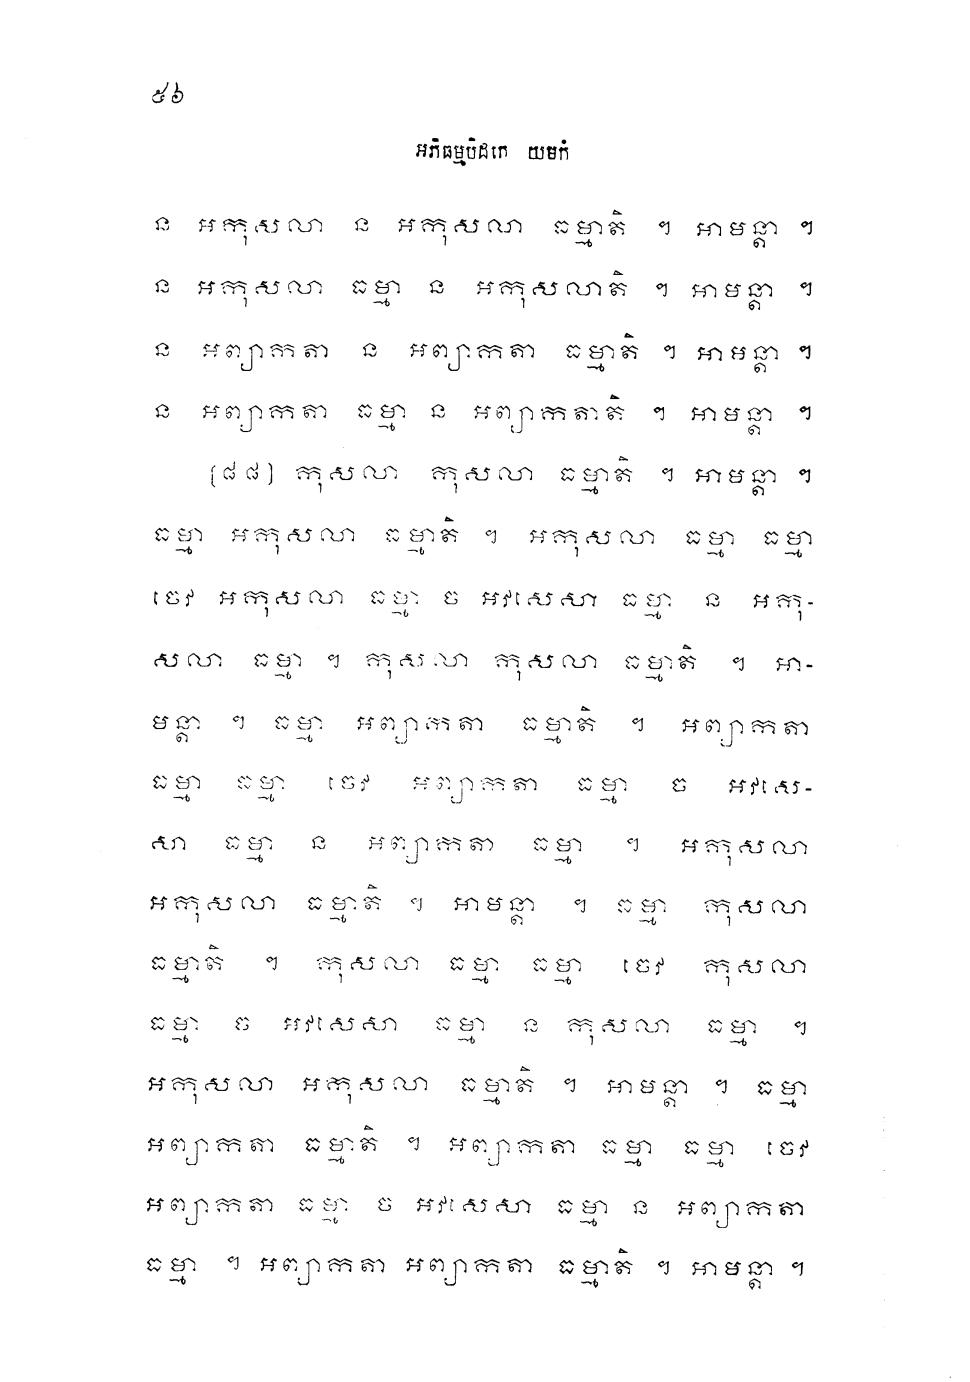 ៥៦
អភិធម្មបិដកេ យមកំ
ន អកុសលា ន អកុសលា ធម្មាតិ ។ អាមន្តា ។
ន អកុសលា ធម្មា ន អកុសលាតិ ។ អាមន្តា ។
ន អព្យាកតា ន អព្យាកតា ធម្មាតិ ។ អាមន្តា ។
ន អព្យាកតា ធម្មា ន អព្យាកតាតិ ។ អាមន្តា ។
[៨៨] កុសលា កុសលា ធម្មាតិ ។ អាមន្តា ។
ធម្មា អកុសលា ធម្មាតិ ។ អកុសលា ធម្មា ធម្មា
ចេវ អកុសលា ធម្មា ច អវសេសា ធម្មា ន អកុ-
សលា ធម្មា ។ កុសលា កុសលា ធម្មាតិ ។ អា-
មន្តា ។ ធម្មា អព្យាកតា ធម្មាតិ ។ អព្យាកតា
ធម្មា ធម្មា ចេវ អព្យាកតា ធម្មា ច អវសេ-
សា ធម្មា ន អព្យាកតា ធម្មា ។ អកុសលា
អកុសលា ធម្មាតិ ។ អាមន្តា ។ ធម្មា កុសលា
ធម្មាតិ ។ កុសលា ធម្មា ធម្មា ចេវ កុសលា
ធម្មា ច អវសេសា ធម្មា ន កុសលា ធម្មា ។
អកុសលា អកុសលា ធម្មាតិ ។ អាមន្តា ។ ធម្មា
អព្យាកតា ធម្មាតិ ។ អព្យាកតា ធម្មា ធម្មា ចេវ
អព្យាកតា ធម្មា ច អវសេសា ធម្មា ន អព្យាកតា
ធម្មា ។ អព្យាកតា អព្យាកតា ធម្មាតិ ។ អាមន្តា ។